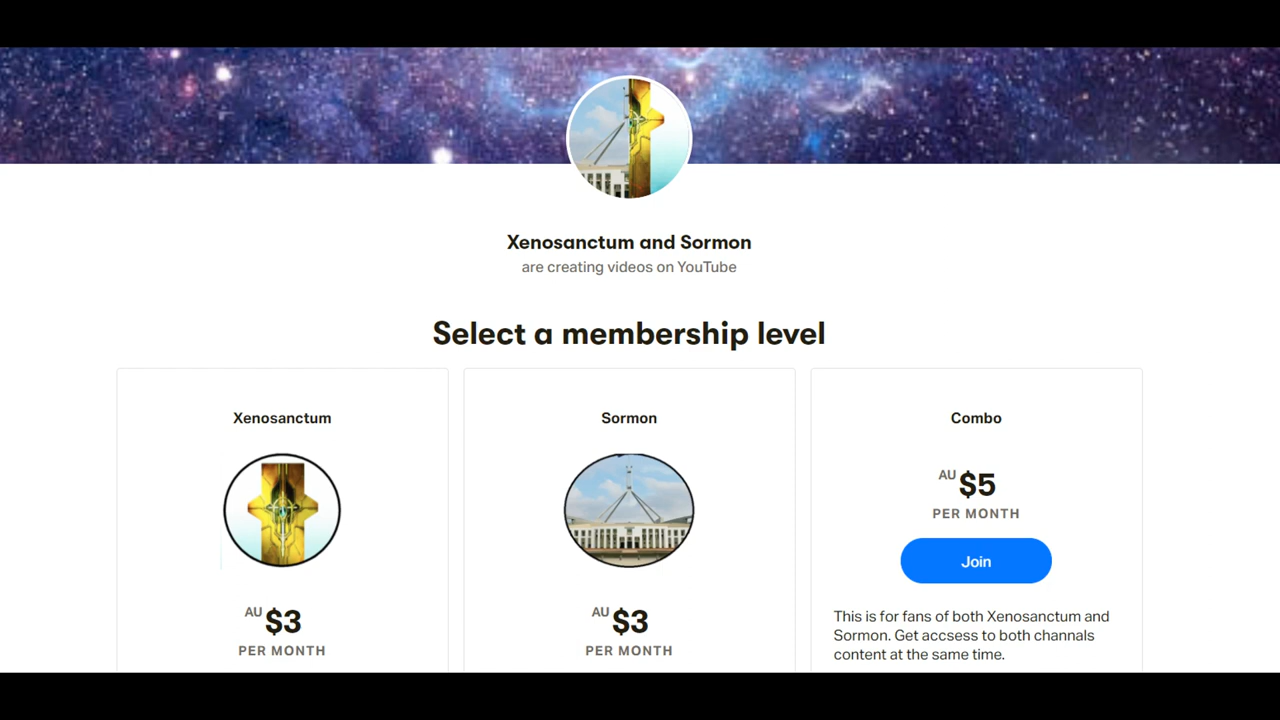 Xenosanctum and Sormon
are creating videos on YouTube
Select a membership level
Xenosanctum
AU $3
PER MONTH
Sormon
AU $3
PER MONTH
Combo
AU $5
PER MONTH
Join
This is for fans of both Xenosanctum and
Sormon. Get accsess to both channals
content at the same time.